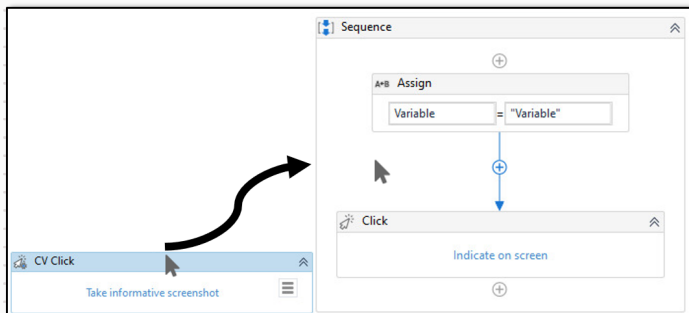 Sequence
A+B Assign
Variable = "Variable"
Click
Indicate on screen
CV Click
Take informative screenshot